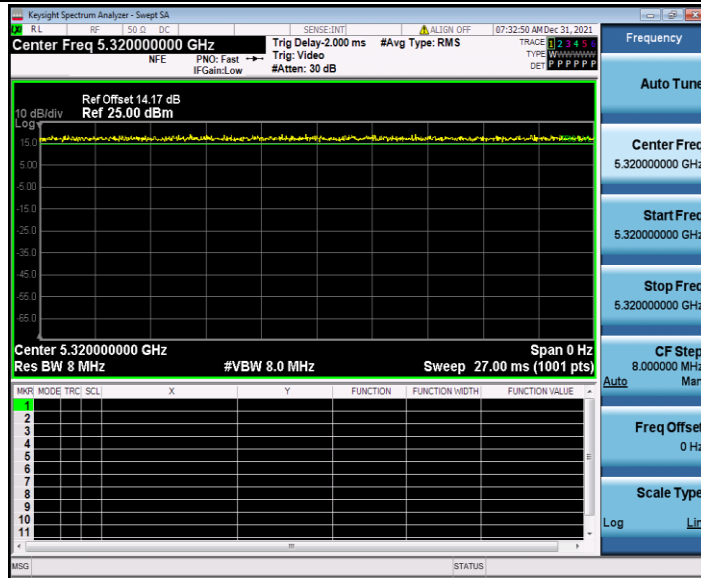 Keysight Spectrum Analyzer - Swept SA
RL RF 50 Ω DC SENSE:INT ALIGN OFF 07:32:50 AM Dec 31, 2021
Center Freq 5.320000000 GHz
NFE PNO: Fast IFGain:Low
Trig Delay-2.000 ms #Avg Type: RMS
Trig: Video
#Atten: 30 dB
TRACE 1 2 3 4 5 6
TYPE WWWWWW
DET P P P P P P
Ref Offset 14.17 dB
10 dB/div Ref 25.00 dBm
Log
15.0
5.00
-5.00
-15.0
-25.0
-35.0
-45.0
-55.0
-65.0
Center 5.320000000 GHz Span 0 Hz
Res BW 8 MHz #VBW 8.0 MHz Sweep 27.00 ms (1001 pts)
MKR MODE TRC SCL X Y FUNCTION FUNCTION WIDTH FUNCTION VALUE
1
2
3
4
5
6
7
8
9
10
11
MSG STATUS
Frequency
Auto Tune
Center Freq
5.320000000 GHz
Start Freq
5.320000000 GHz
Stop Freq
5.320000000 GHz
CF Step
8.000000 MHz
Auto Man
Freq Offset
0 Hz
Scale Type
Log Lin